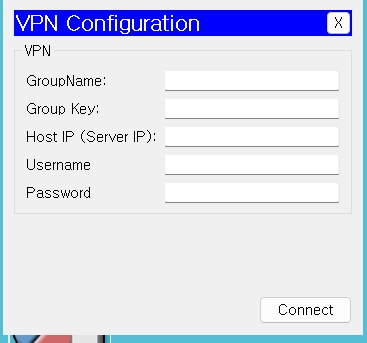 VPN Configuration
X
VPN
GroupName:
Group Key:
Host IP (Server IP):
Username
Password
Connect